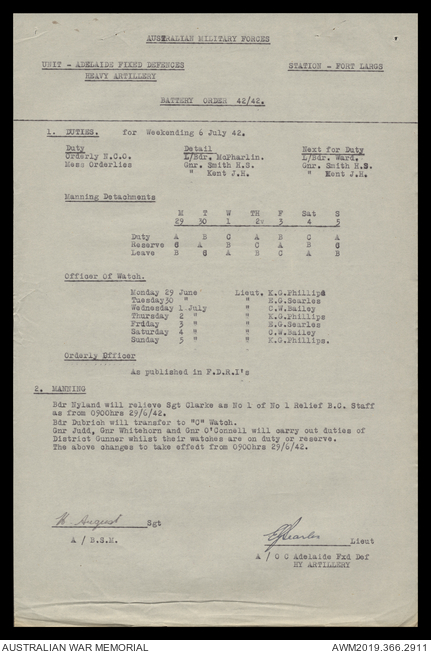 AUSTRALIAN MILITARY FORCES
UNIT - ADELAIDE FIXED DEFENCES STATION - FORT LARGS
HEAVY ARTILLERY
BATTERY ORDER 42/42.
1. DUTIES. for Weekending 6 July 42.
Duty Detail Next for Duty
Orderly N.C.O. L/Bdr. McPharlin. L/Bdr. Ward.
Mess Orderlies Gnr. Smith H.S. Gnr. Smith H.S.
" Kent J.H. " Kent J.H.
Manning Detachments
M T W TH F Sat S
29 30 1 2 3 4 5
Duty A B C A B C A
Reserve C A B C A B C
Leave B C A B C A B
Officer Of Watch.
Monday 29 June Lieut. K.G.Phillips
Tuesday30 " " H.G.Searles
Wednesday 1 July " C.W.Bailey
Thursday 2 " " K.G.Phillips
Friday 3 " " H.G.Searles
Saturday 4 " " C.W.Bailey
Sunday 5 " " K.G.Phillips.
Orderly Officer
As published in F.D.R.I's
2. MANNING
Bdr Nyland will relieve Sgt Clarke as No 1 of No 1 Relief B.C. Staff
as from 0900hrs 29/6/42.
Bdr Dubrich will transfer to "C" Watch.
Gnr Judd, Gnr Whitehorn and Gnr O'Connell will carry out duties of
District Gunner whilst their watches are on duty or reserve.
The above changes to take effect from 0900hrs 29/6/42.
August Sgt
A / B.S.M.
Searles Lieut
A / O C Adelaide Fxd Def
HY ARTILLERY
AUSTRALIAN WAR MEMORIAL AWM2019.366.2911